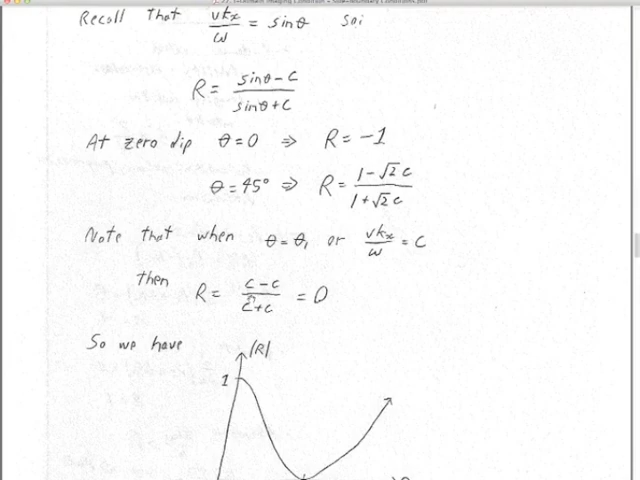 Recall that vkx/ω = sinθ so:
R = (sinθ - C)/(sinθ + C)
At zero dip θ = 0 ⇒ R = -1
θ = 45° ⇒ R = (1 - √2 C)/(1 + √2 C)
Note that when θ = θ, or vkx/ω = C
then R = (C - C)/(C + C) = 0
So we have
|R|
1